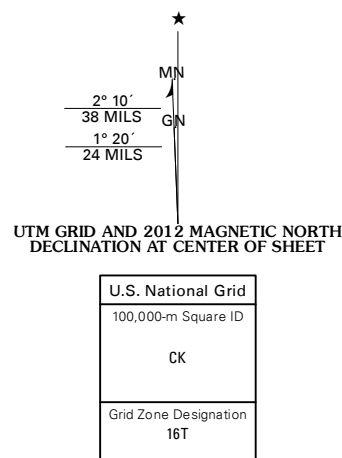 ★
MN
2° 10´
38 MILS
GN
1° 20´
24 MILS
UTM GRID AND 2012 MAGNETIC NORTH
DECLINATION AT CENTER OF SHEET
U.S. National Grid
100,000-m Square ID
CK
Grid Zone Designation
16T